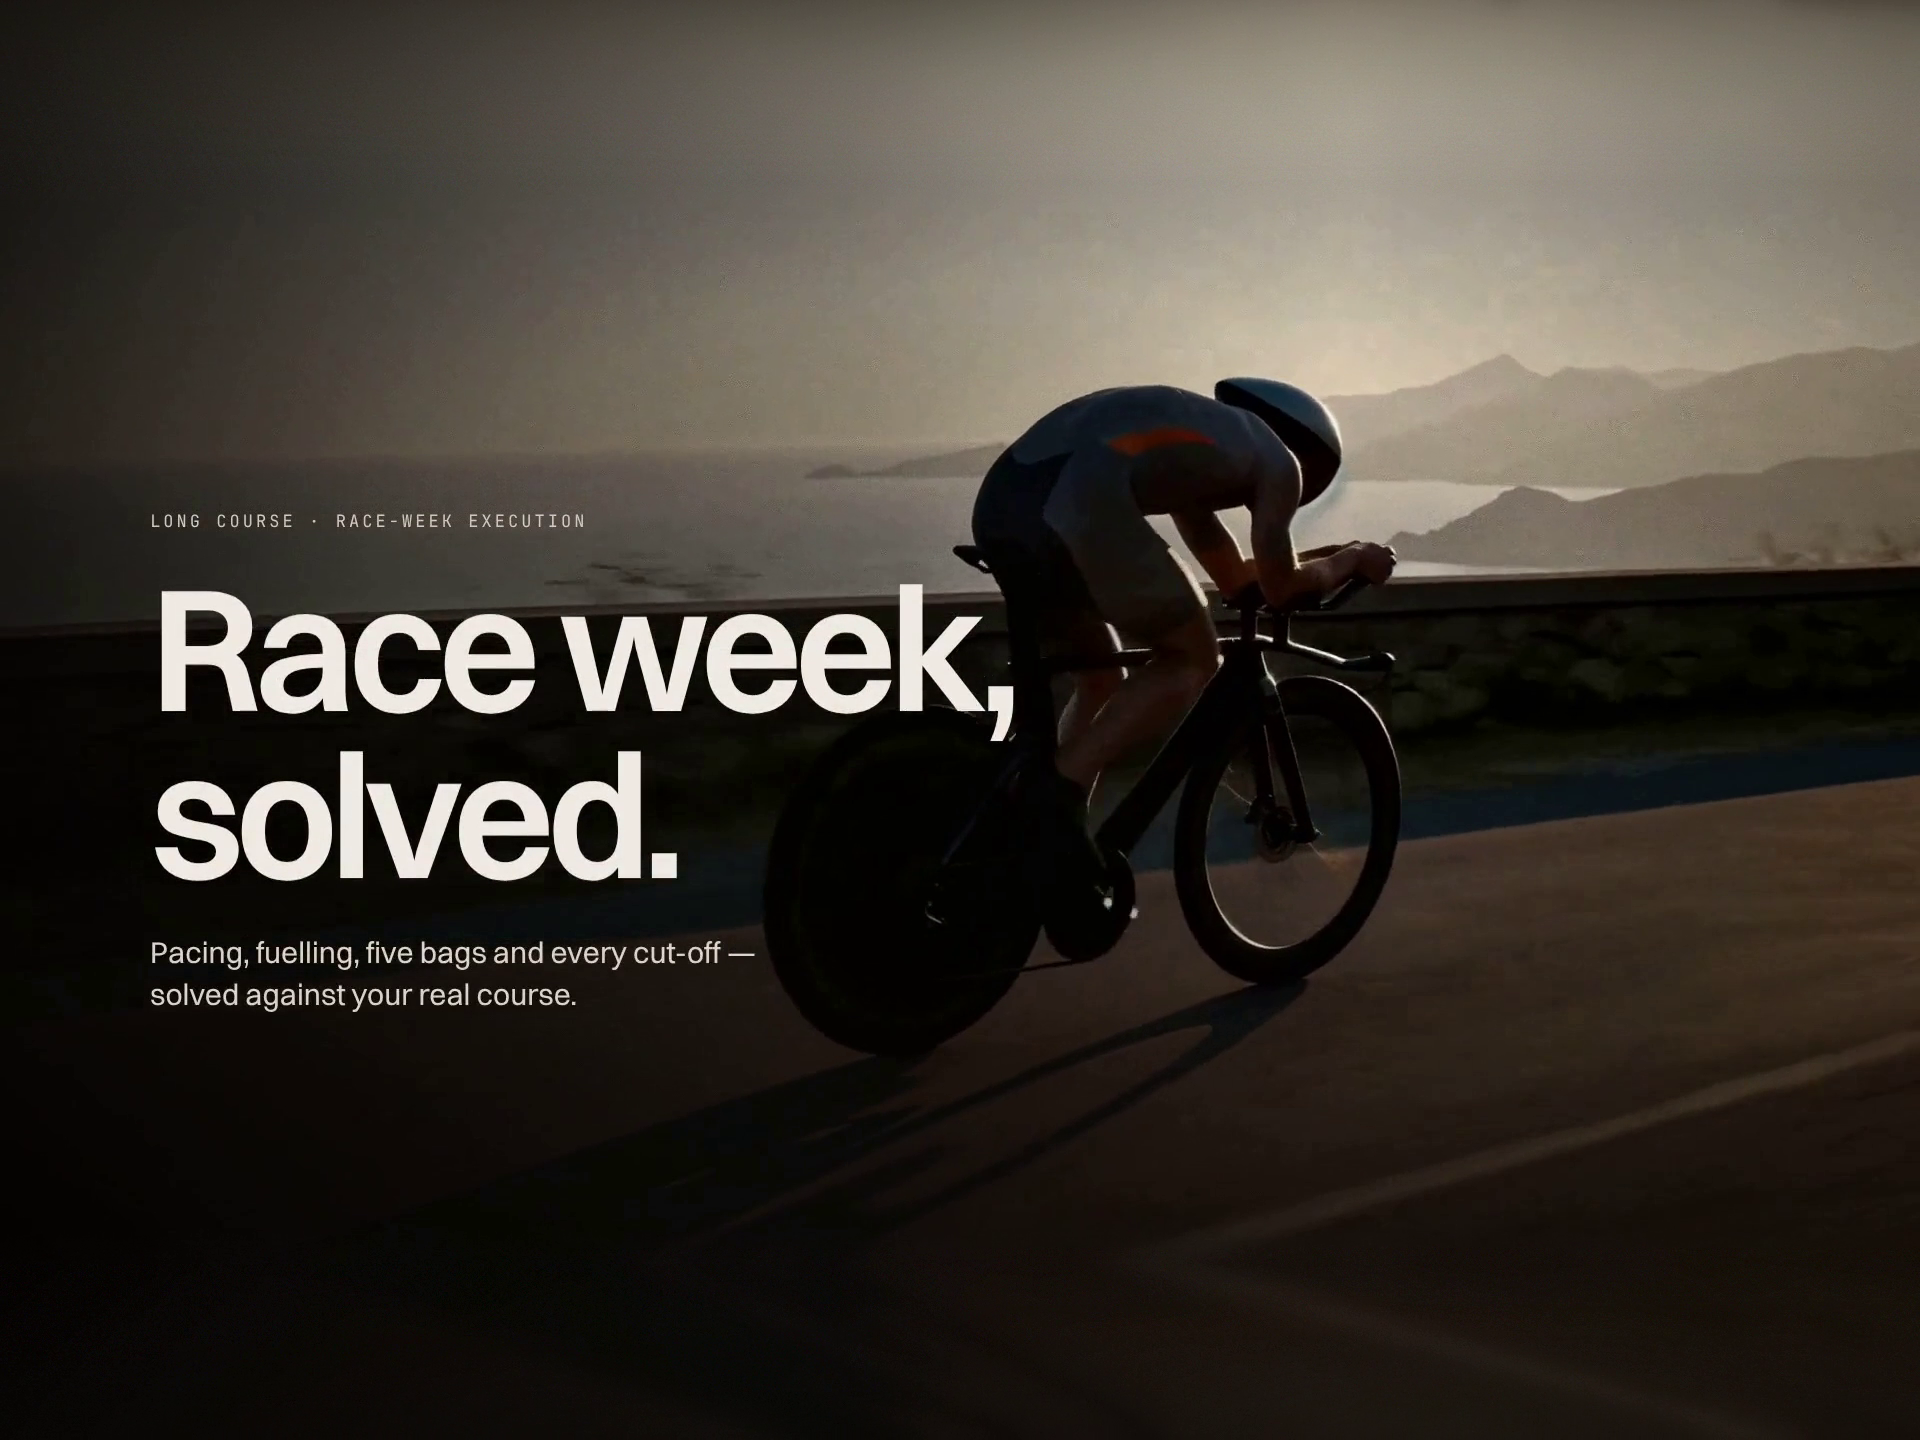 LONG COURSE · RACE-WEEK EXECUTION
Race week,
solved.
Pacing, fuelling, five bags and every cut-off —
solved against your real course.